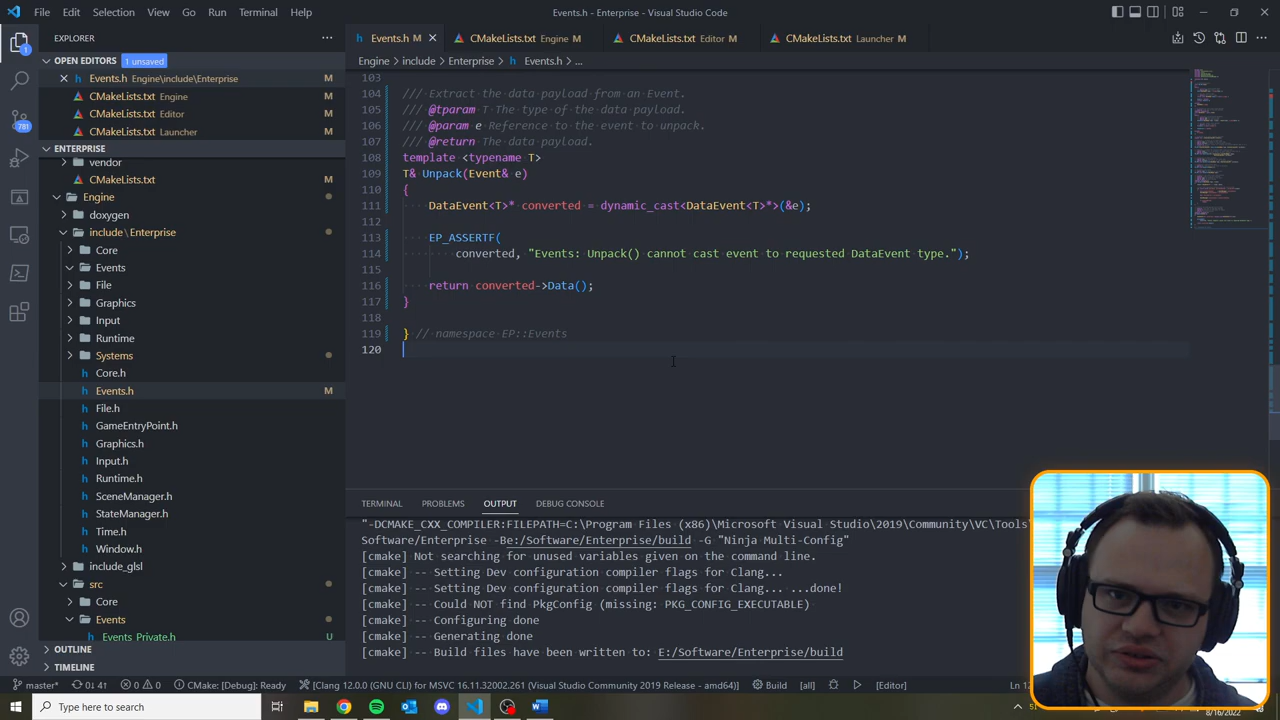 File Edit Selection View Go Run Terminal Help
Events.h - Enterprise - Visual Studio Code
EXPLORER
OPEN EDITORS 1 unsaved
Events.h Engine\include\Enterprise M
CMakeLists.txt Engine M
CMakeLists.txt Editor M
CMakeLists.txt Launcher M
ENTERPRISE
vendor
CMakeLists.txt
Engine
doxygen
include\Enterprise
Core
Events
File
Graphics
Input
Runtime
Systems
Core.h
Events.h M
File.h
GameEntryPoint.h
Graphics.h
Input.h
Runtime.h
SceneManager.h
StateManager.h
Time.h
Window.h
include_glsl
src
Core
Events
Events_Private.h U
OUTLINE
TIMELINE
1
781
Events.h M
CMakeLists.txt Engine M
CMakeLists.txt Editor M
CMakeLists.txt Launcher M
Engine > include > Enterprise > Events.h > ...
103
104 Extract the data payload from an Event.
105 @tparam T type of the data payload.
106 /// @param e to the event to unpack.
107 @return The data payload.
108 template <typename T>
109 T& Unpack(Event& e)
110
111 converted = dynamic_cast<DataEvent<T>*>(&e);
112
113 EP_ASSERTF(
114 converted, "Events: Unpack() cannot cast event to requested DataEvent type.");
115
116 return converted->Data();
117 }
118
119 } // namespace EP::Events
120
TERMINAL PROBLEMS OUTPUT DEBUG CONSOLE
"-DCMAKE_CXX_COMPILER:FILEPATH=C:\Program Files (x86)\Microsoft Visual Studio\2019\Community\VC\Tools\
Software/Enterprise -Be:/Software/Enterprise/build -G "Ninja Multi-Config"
[cmake] Not searching for unused variables given on the command line.
[cmake] -- Setting Dev configuration compiler flags for Clang...
[cmake] -- Setting Dev configuration compiler flags for Clang... ...done!
[cmake] -- Could NOT find PkgConfig (missing: PKG_CONFIG_EXECUTABLE)
[cmake] -- Configuring done
[cmake] -- Generating done
[cmake] -- Build files have been written to: E:/Software/Enterprise/build
master* 0↓ 4↑ 0 0 CMake: [Debug]: Ready [Clang 12.0.0 (GNU CLI) for MSVC 16.11.32002.261 (Visual Studio Community 2019 Release - amd64)] Build [all] [Editor]
Type here to search
8/16/2022